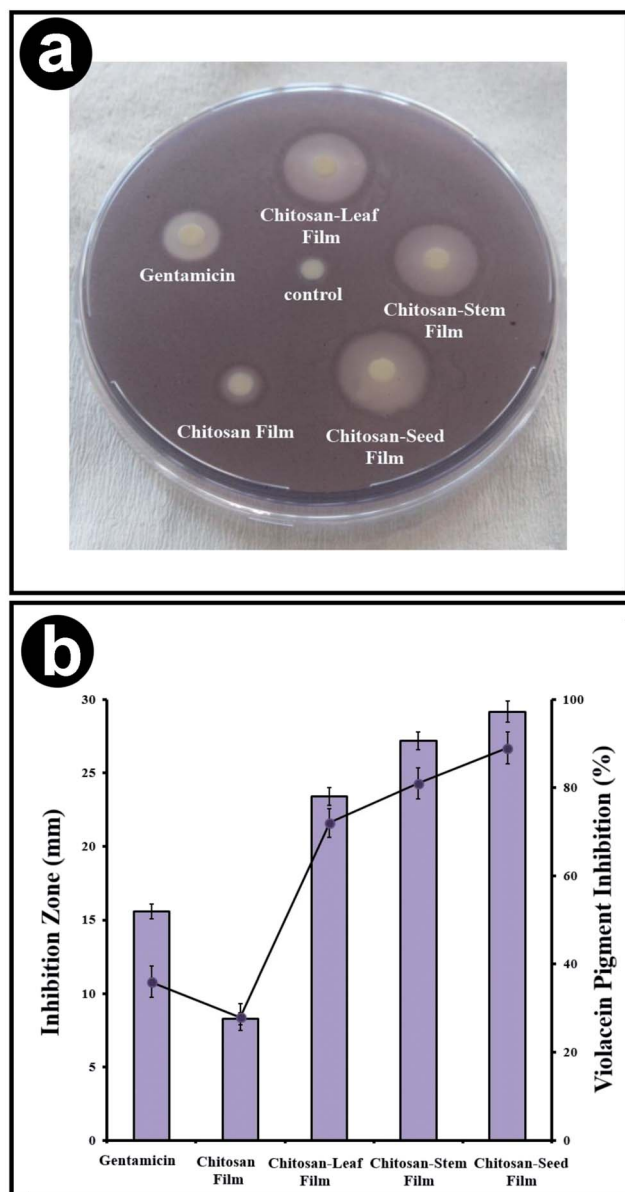 a
Chitosan-Leaf
Film
Gentamicin
control
Chitosan-Stem
Film
Chitosan Film
Chitosan-Seed
Film
b
30
25
20
15
10
5
0
Inhibition Zone (mm)
100
80
60
40
20
0
Violacein Pigment Inhibition (%)
Gentamicin
Chitosan
Film
Chitosan-Leaf
Film
Chitosan-Stem
Film
Chitosan-Seed
Film